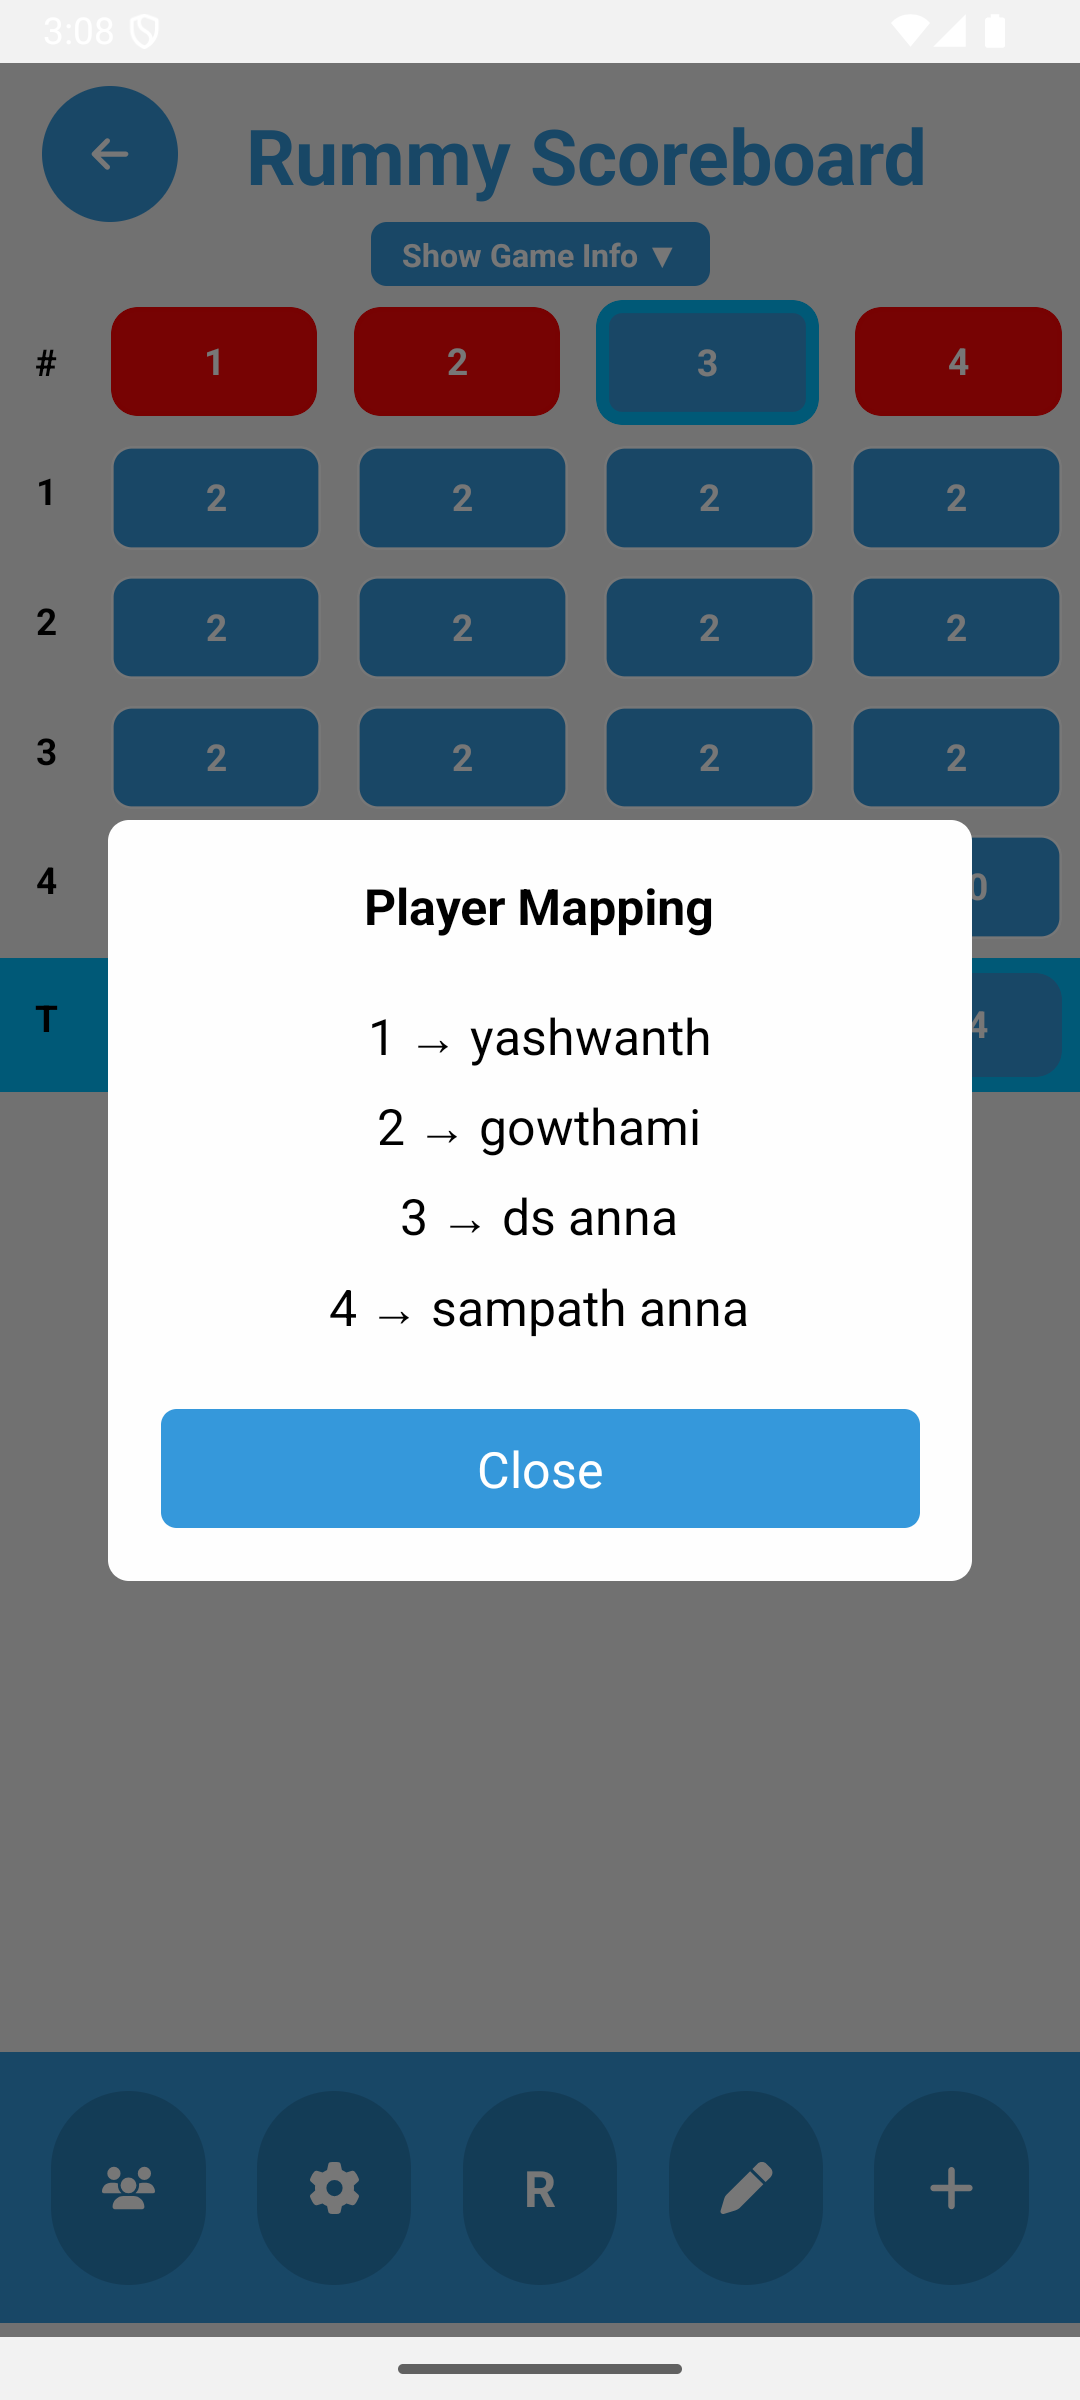 3:08
Rummy Scoreboard
Show Game Info ▼
# 1 2 3 4
1 2 2 2 2
2 2 2 2 2
3 2 2 2 2
4
T
Player Mapping
1 → yashwanth
2 → gowthami
3 → ds anna
4 → sampath anna
Close
R